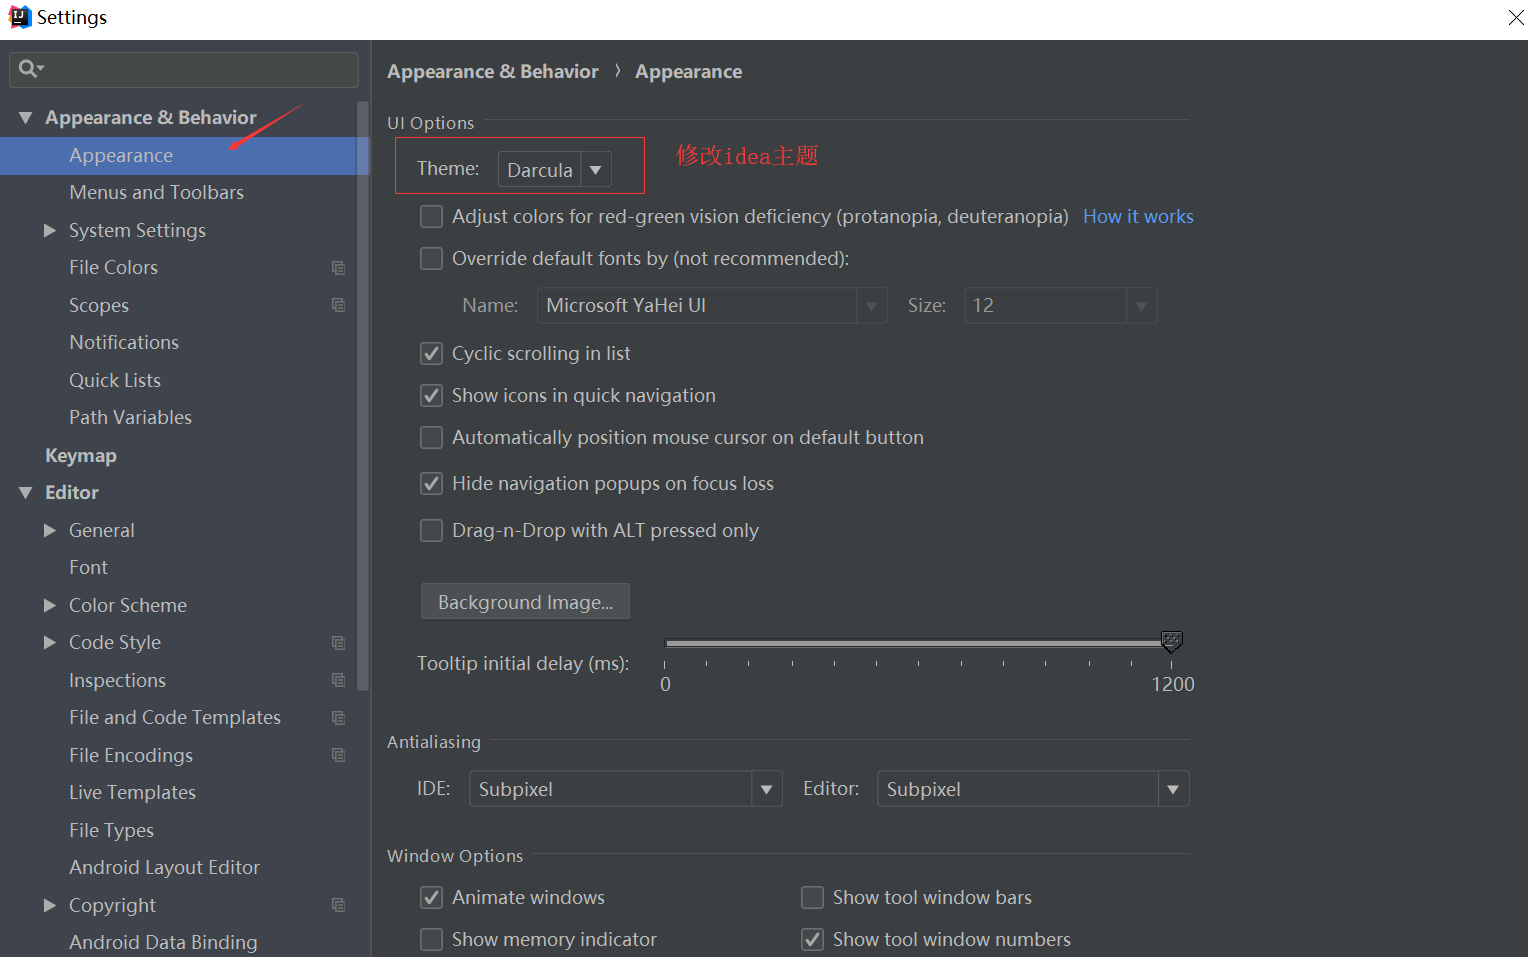 Settings
Appearance & Behavior
Appearance
Menus and Toolbars
System Settings
File Colors
Scopes
Notifications
Quick Lists
Path Variables
Keymap
Editor
General
Font
Color Scheme
Code Style
Inspections
File and Code Templates
File Encodings
Live Templates
File Types
Android Layout Editor
Copyright
Android Data Binding
Appearance & Behavior › Appearance
UI Options
Theme: Darcula 修改idea主题
Adjust colors for red-green vision deficiency (protanopia, deuteranopia) How it works
Override default fonts by (not recommended):
Name: Microsoft YaHei UI Size: 12
Cyclic scrolling in list
Show icons in quick navigation
Automatically position mouse cursor on default button
Hide navigation popups on focus loss
Drag-n-Drop with ALT pressed only
Background Image...
Tooltip initial delay (ms):
0 1200
Antialiasing
IDE: Subpixel Editor: Subpixel
Window Options
Animate windows Show tool window bars
Show memory indicator Show tool window numbers